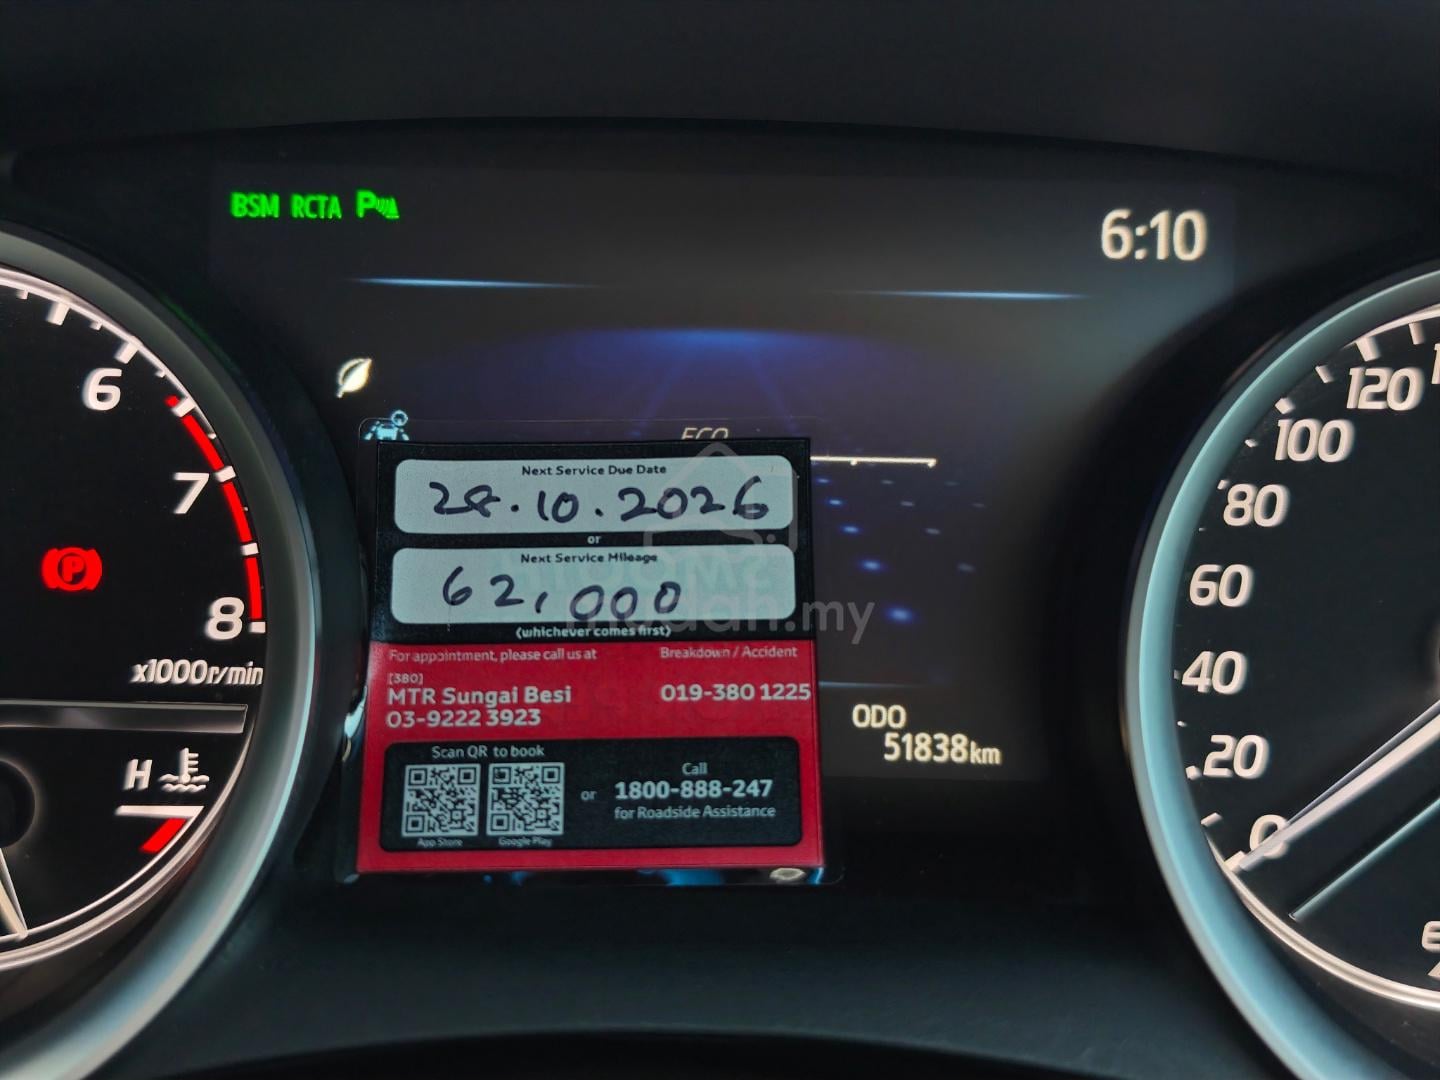 BSM RCTA P
6:10
6
7
8
x1000r/min
H
ECO
Next Service Due Date
28.10.2026
or
Next Service Mileage
62,000
(whichever comes first)
mudah.my
For appointment, please call us at
Breakdown / Accident
[380]
MTR Sungai Besi
019-380 1225
03-9222 3923
Scan QR to book
App Store
Google Play
or
Call
1800-888-247
for Roadside Assistance
ODO
51838km
120
100
80
60
40
20
0
E
P